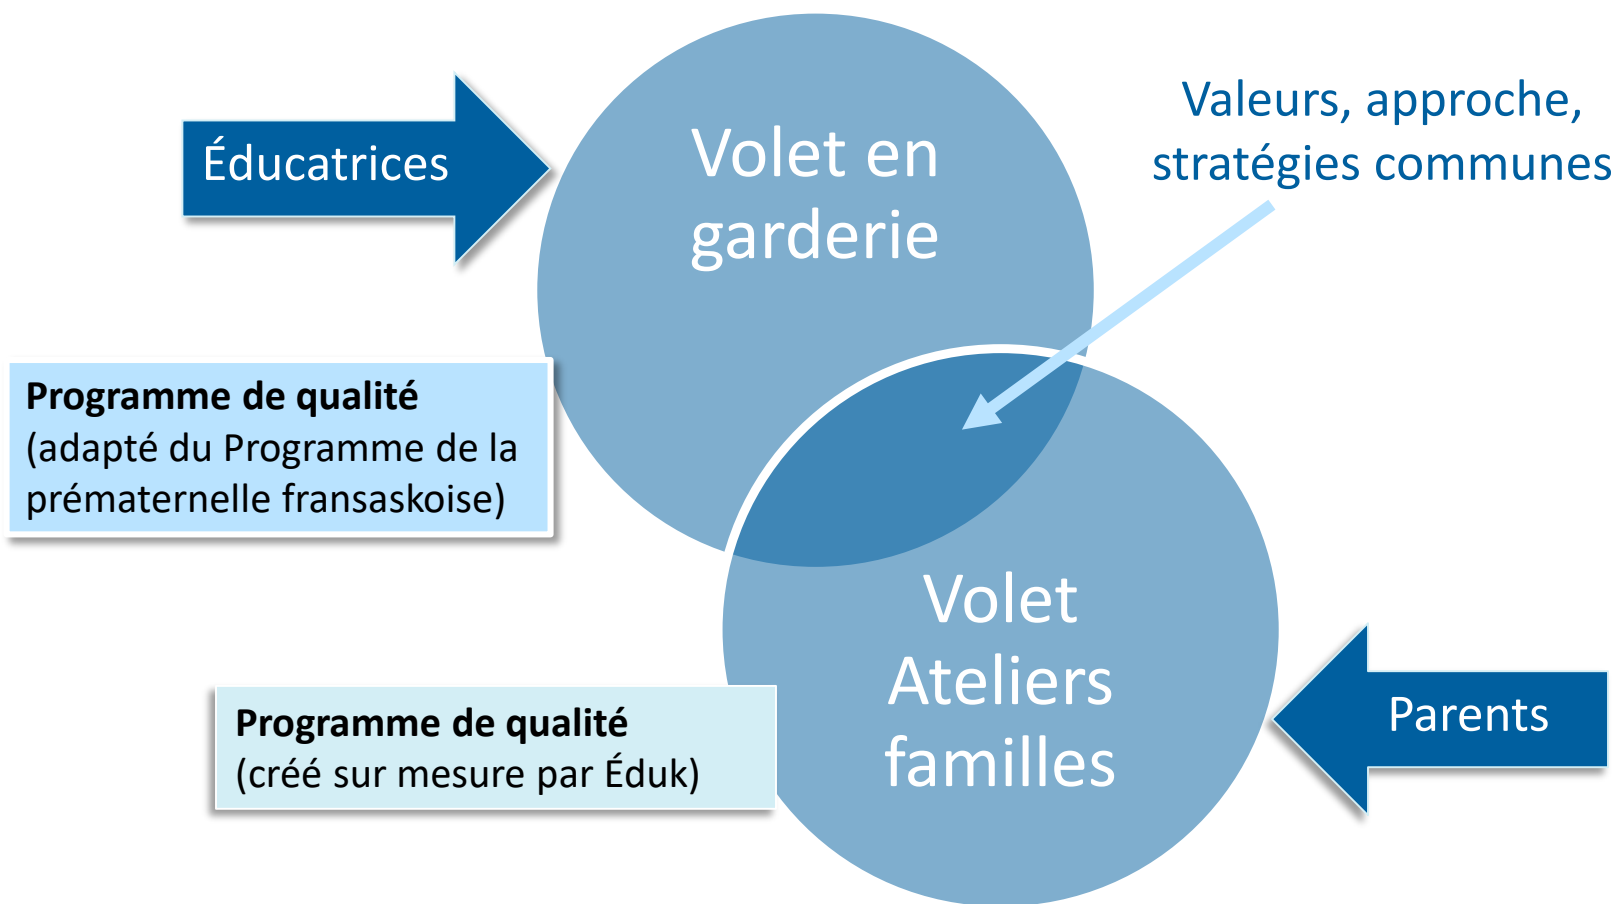 Éducatrices
Volet en
garderie
Valeurs, approche,
stratégies communes
Programme de qualité
(adapté du Programme de la
prématernelle fransaskoise)
Volet
Ateliers
familles
Programme de qualité
(créé sur mesure par Éduk)
Parents